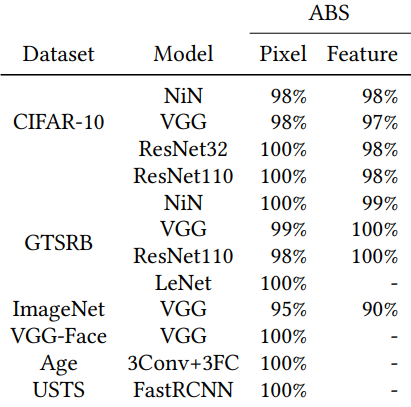 ABS
Dataset Model Pixel Feature
NiN 98% 98%
CIFAR-10 VGG 98% 97%
ResNet32 100% 98%
ResNet110 100% 98%
NiN 100% 99%
GTSRB VGG 99% 100%
ResNet110 98% 100%
LeNet 100% -
ImageNet VGG 95% 90%
VGG-Face VGG 100% -
Age 3Conv+3FC 100% -
USTS FastRCNN 100% -